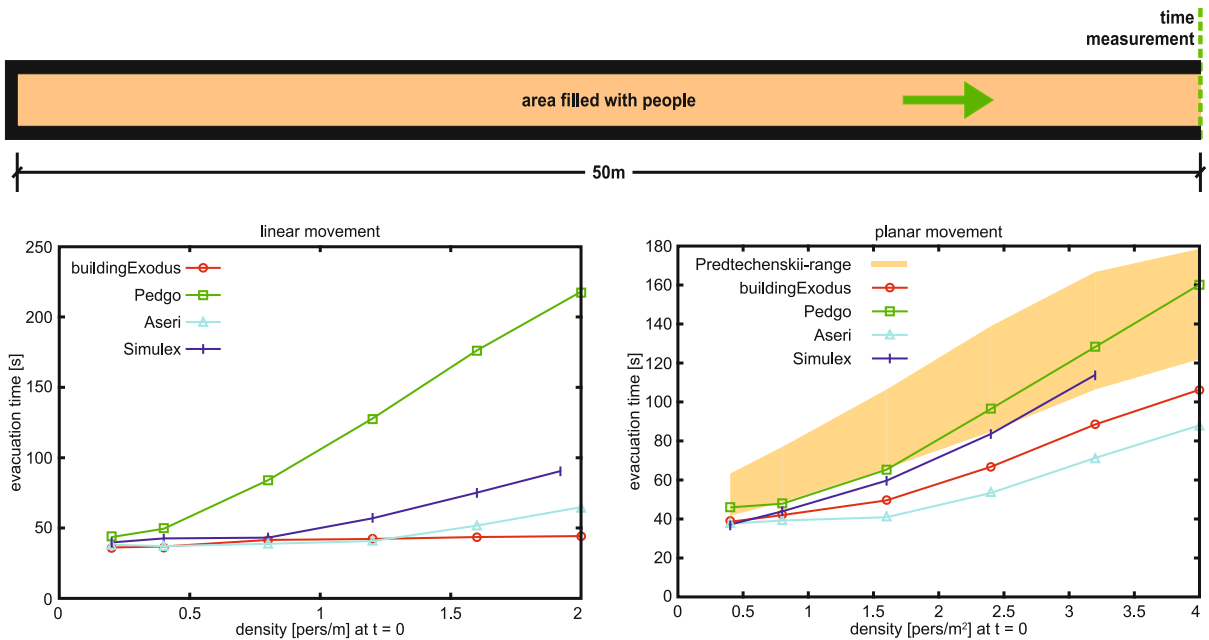 time
measurement
area filled with people
50m
linear movement
250
200
150
100
50
0
evacuation time [s]
buildingExodus
Pedgo
Aseri
Simulex
0
0.5
1
1.5
2
density [pers/m] at t = 0
planar movement
180
160
140
120
100
80
60
40
20
0
evacuation time [s]
Predtechenskii-range
buildingExodus
Pedgo
Aseri
Simulex
0
0.5
1
1.5
2
2.5
3
3.5
4
density [pers/m²] at t = 0